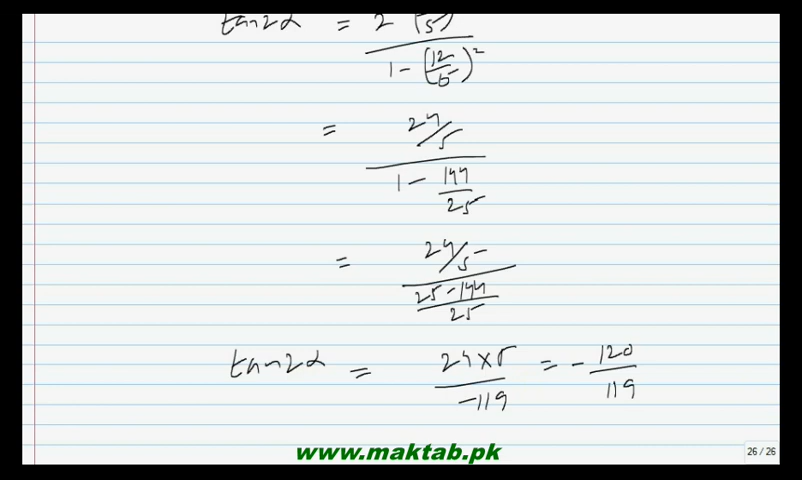 tan2α = 2 (5)
1 - (12/5)²
= 24/5
1 - 144/25
= 24/5
25-144/25
tan2α = 24×5/-119 = -120/119
www.maktab.pk
26 / 26